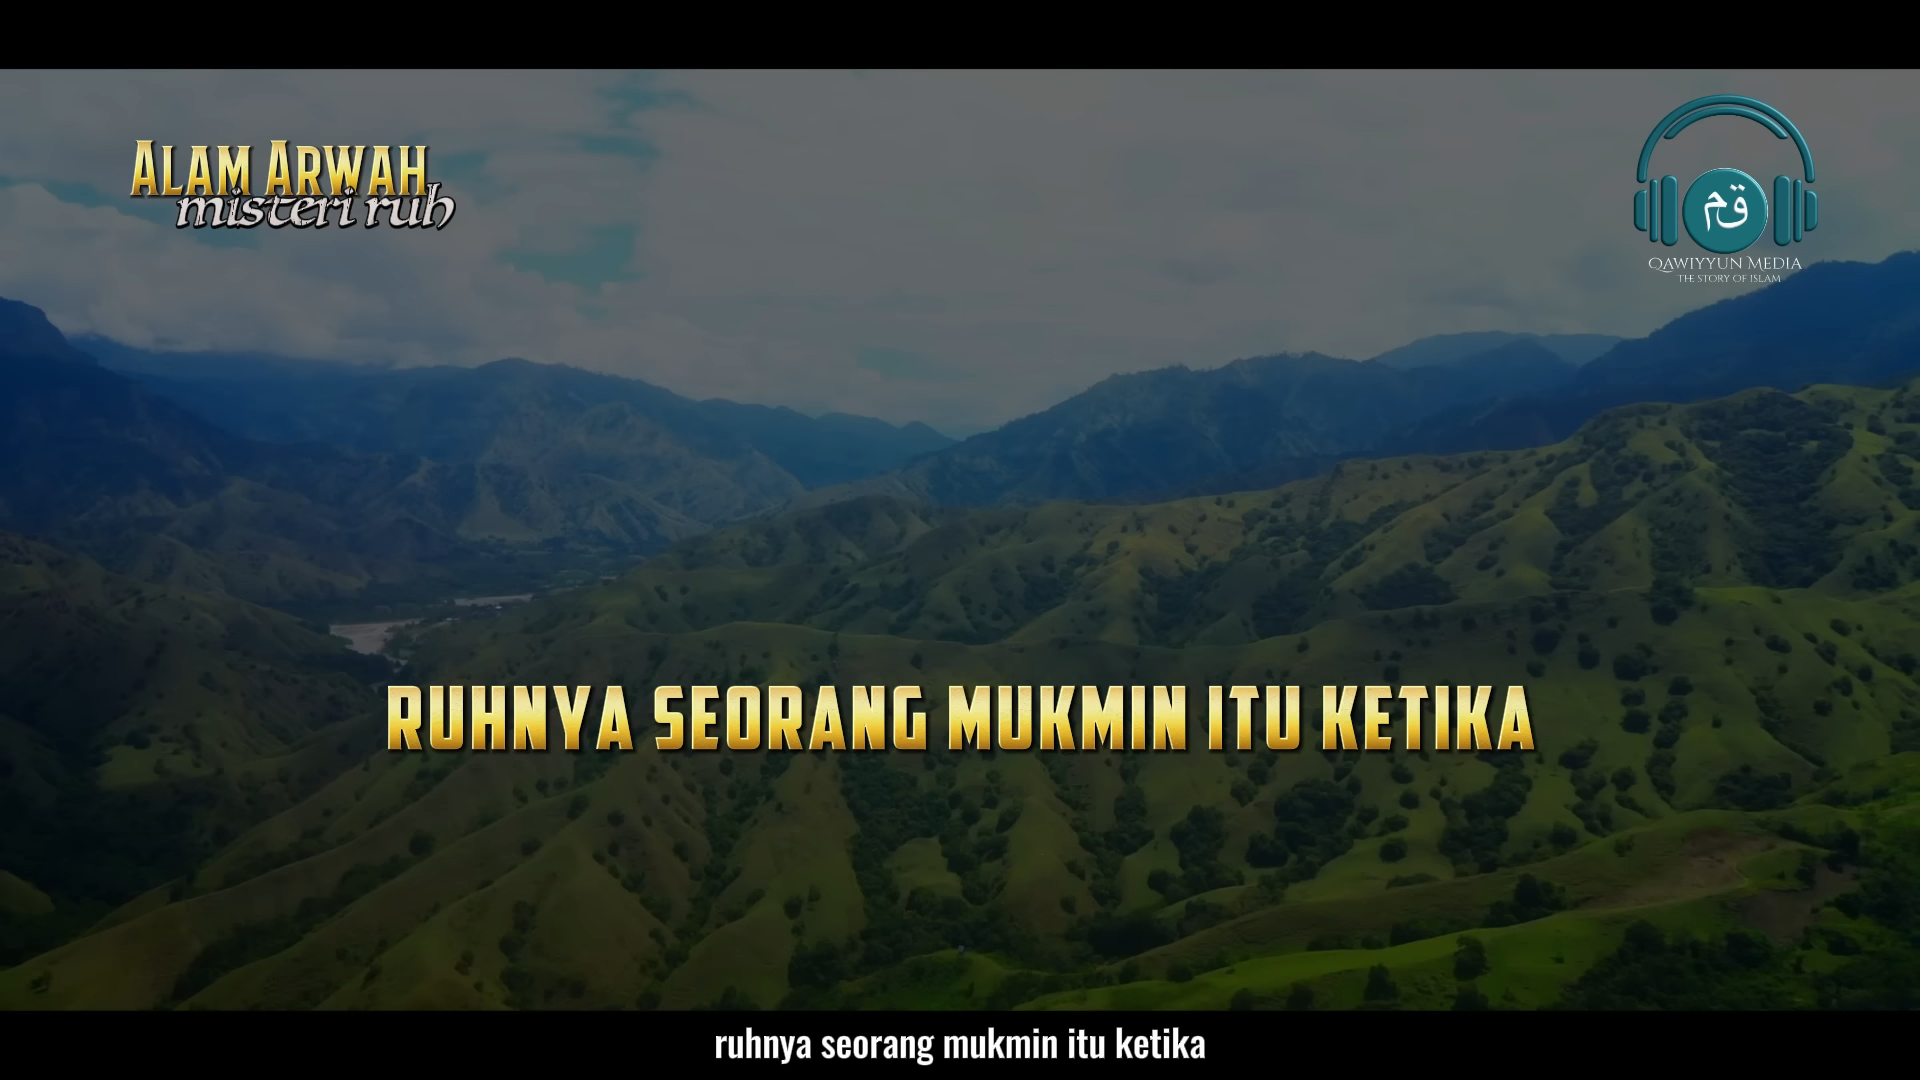 ALAM ARWAH
misteri ruh
قم
QAWIYYUN MEDIA
THE STORY OF ISLAM
RUHNYA SEORANG MUKMIN ITU KETIKA
ruhnya seorang mukmin itu ketika